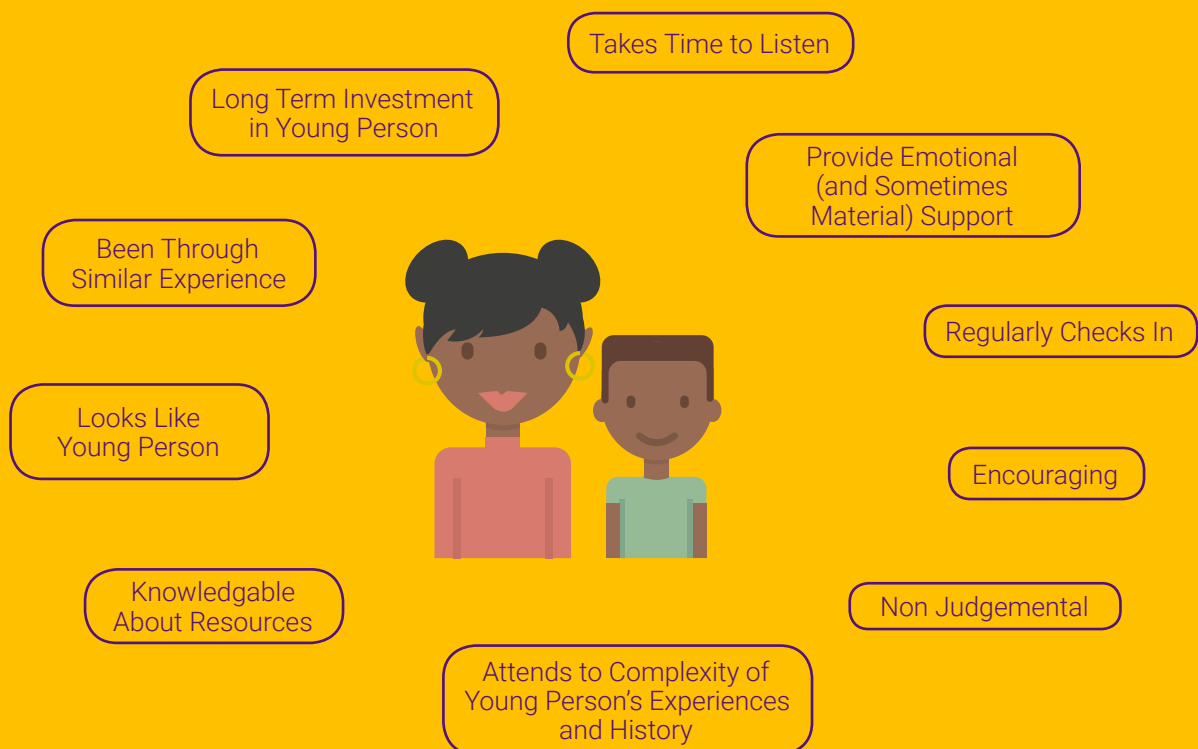 Takes Time to Listen
Long Term Investment
in Young Person
Provide Emotional
(and Sometimes
Material) Support
Been Through
Similar Experience
Regularly Checks In
Looks Like
Young Person
Encouraging
Knowledgable
About Resources
Non Judgemental
Attends to Complexity of
Young Person's Experiences
and History